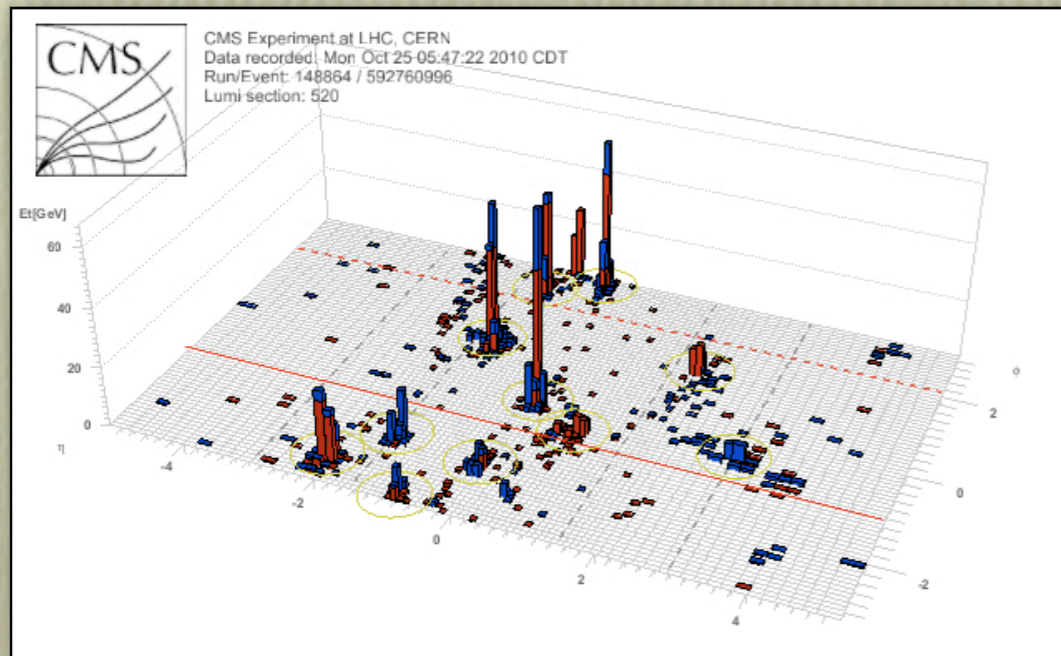 CMS
CMS Experiment at LHC, CERN
Data recorded: Mon Oct 25 05:47:22 2010 CDT
Run/Event: 148864 / 592760996
Lumi section: 520
Et[GeV]
60
40
20
0
η
-4
-2
0
2
4
φ
2
0
-2